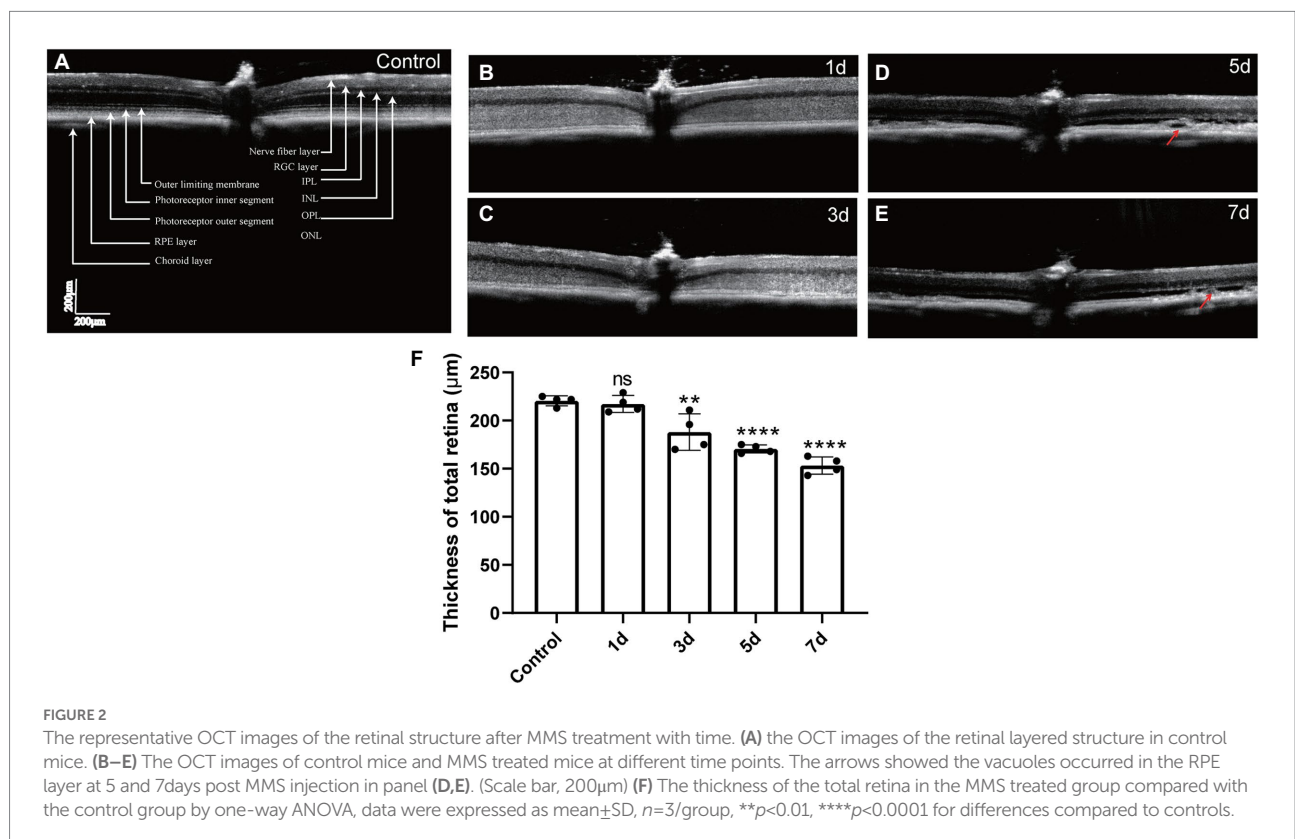 A
Control
Nerve fiber layer
RGC layer
IPL
INL
OPL
ONL
Outer limiting membrane
Photoreceptor inner segment
Photoreceptor outer segment
RPE layer
Choroid layer
200μm
200μm
B
1d
C
3d
D
5d
E
7d
F
Thickness of total retina (μm)
250
200
150
100
50
0
ns
**
****
****
Control
1d
3d
5d
7d
FIGURE 2
The representative OCT images of the retinal structure after MMS treatment with time. (A) the OCT images of the retinal layered structure in control
mice. (B–E) The OCT images of control mice and MMS treated mice at different time points. The arrows showed the vacuoles occurred in the RPE
layer at 5 and 7days post MMS injection in panel (D,E). (Scale bar, 200μm) (F) The thickness of the total retina in the MMS treated group compared with
the control group by one-way ANOVA, data were expressed as mean±SD, n=3/group, **p<0.01, ****p<0.0001 for differences compared to controls.